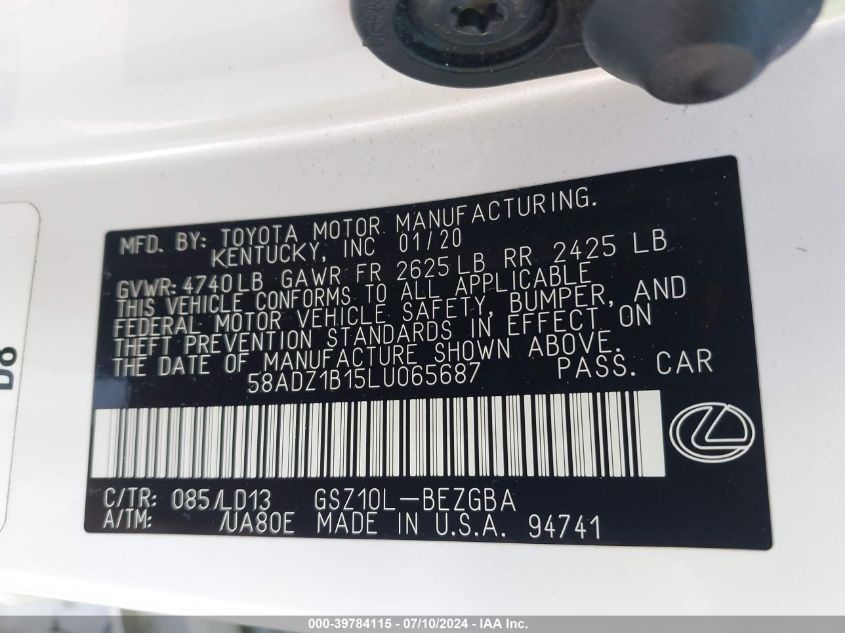 MFD. BY: TOYOTA MOTOR MANUFACTURING.
KENTUCKY, INC 01/20
GVWR: 4740LB GAWR FR 2625LB RR 2425 LB
THIS VEHICLE CONFORMS TO ALL APPLICABLE
FEDERAL MOTOR VEHICLE SAFETY, BUMPER, AND
THEFT PREVENTION STANDARDS IN EFFECT ON
THE DATE OF MANUFACTURE SHOWN ABOVE.
58ADZ1B15LU065687 PASS. CAR
C/TR: 085/LD13 GSZ10L-BEZGBA
A/TM: /UA80E MADE IN U.S.A. 94741
D8
000-39784115 - 07/10/2024 - IAA Inc.